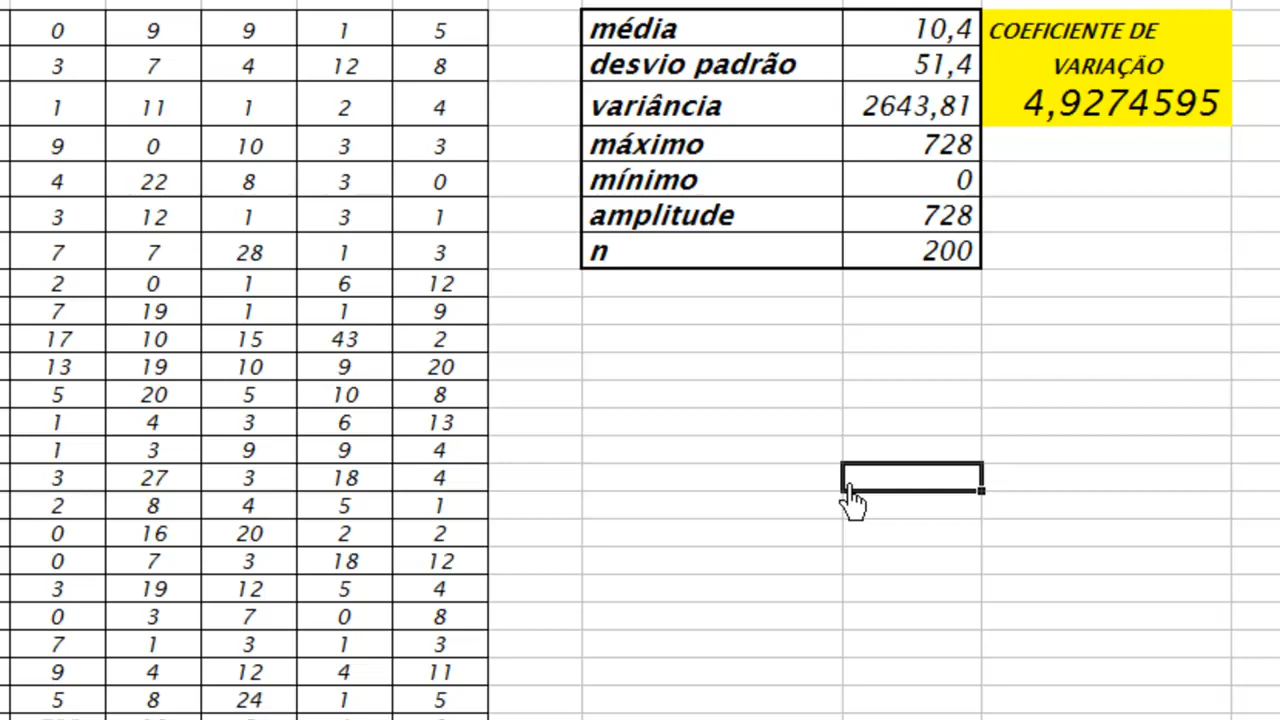 0 9 9 1 5 média 10,4 COEFICIENTE DE
3 7 4 12 8 desvio padrão 51,4 VARIAÇÃO
1 11 1 2 4 variância 2643,81 4,9274595
9 0 10 3 3 máximo 728
4 22 8 3 0 mínimo 0
3 12 1 3 1 amplitude 728
7 7 28 1 3 n 200
2 0 1 6 12
7 19 1 1 9
17 10 15 43 2
13 19 10 9 20
5 20 5 10 8
1 4 3 6 13
1 3 9 9 4
3 27 3 18 4
2 8 4 5 1
0 16 20 2 2
0 7 3 18 12
3 19 12 5 4
0 3 7 0 8
7 1 3 1 3
9 4 12 4 11
5 8 24 1 5